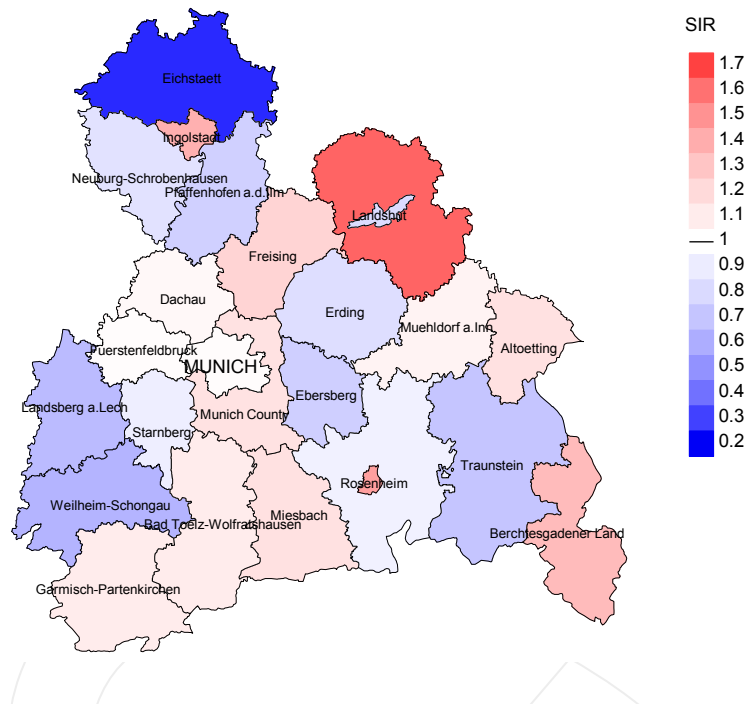 SIR
1.7
1.6
1.5
1.4
1.3
1.2
1.1
1
0.9
0.8
0.7
0.6
0.5
0.4
0.3
0.2
Eichstaett
Ingolstadt
Neuburg-Schrobenhausen
Pfaffenhofen a.d.Ilm
Landshut
Freising
Dachau
Erding
Muehldorf a.Inn
Altoetting
Fuerstenfeldbruck
MUNICH
Ebersberg
Landsberg a.Lech
Munich County
Starnberg
Traunstein
Rosenheim
Weilheim-Schongau
Miesbach
Bad Toelz-Wolfratshausen
Berchtesgadener Land
Garmisch-Partenkirchen